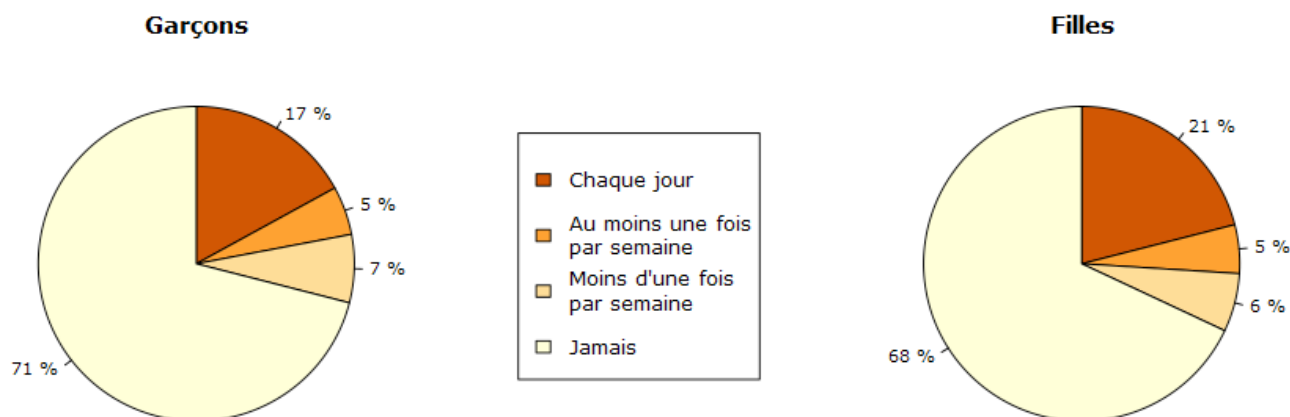 Garçons
Filles
17 %
5 %
7 %
71 %
Chaque jour
Au moins une fois
par semaine
Moins d'une fois
par semaine
Jamais
21 %
5 %
6 %
68 %